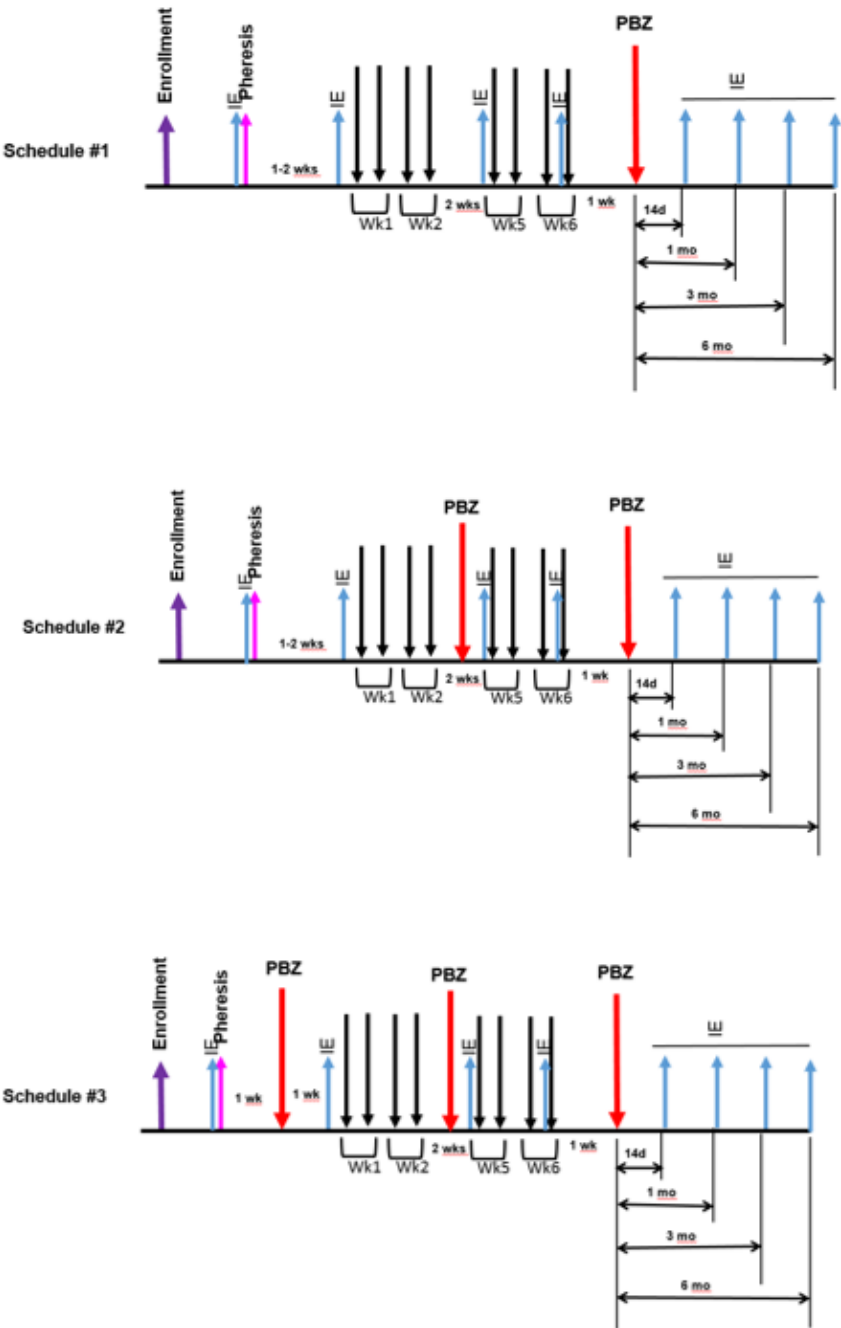 PBZ
Enrollment
IE
Pheresis
IE
IE
IE
IE
Schedule #1
1-2 wks
2 wks
1 wk
14d
Wk1
Wk2
Wk5
Wk6
1 mo
3 mo
6 mo
PBZ
PBZ
Enrollment
IE
Pheresis
IE
IE
IE
IE
Schedule #2
1-2 wks
2 wks
1 wk
14d
Wk1
Wk2
Wk5
Wk6
1 mo
3 mo
6 mo
PBZ
PBZ
PBZ
Enrollment
IE
Pheresis
IE
IE
IE
IE
Schedule #3
1 wk
1 wk
2 wks
1 wk
14d
Wk1
Wk2
Wk5
Wk6
1 mo
3 mo
6 mo